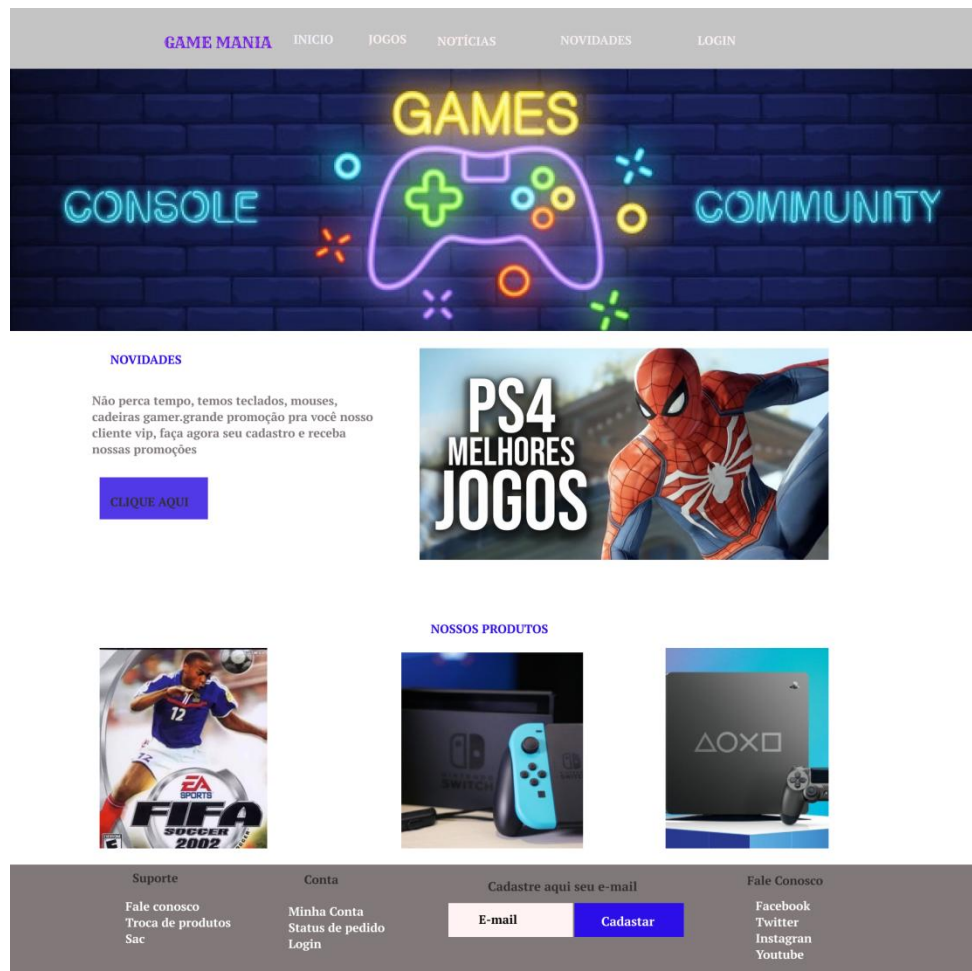 GAME MANIA INICIO JOGOS NOTÍCIAS NOVIDADES LOGIN
GAMES
CONSOLE
COMMUNITY
NOVIDADES
Não perca tempo, temos teclados, mouses,
cadeiras gamer.grande promoção pra você nosso
cliente vip, faça agora seu cadastro e receba
nossas promoções
CLIQUE AQUI
PS4
MELHORES
JOGOS
NOSSOS PRODUTOS
12
12
EA
SPORTS
FIFA
SOCCER
2002
NINTENDO
SWITCH
Suporte
Fale conosco
Troca de produtos
Sac
Conta
Minha Conta
Status de pedido
Login
Cadastre aqui seu e-mail
E-mail
Cadastar
Fale Conosco
Facebook
Twitter
Instagran
Youtube